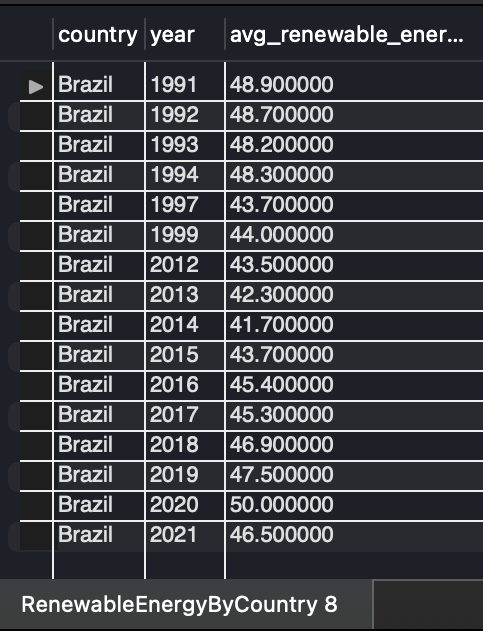 country year avg_renewable_ener...
Brazil 1991 48.900000
Brazil 1992 48.700000
Brazil 1993 48.200000
Brazil 1994 48.300000
Brazil 1997 43.700000
Brazil 1999 44.000000
Brazil 2012 43.500000
Brazil 2013 42.300000
Brazil 2014 41.700000
Brazil 2015 43.700000
Brazil 2016 45.400000
Brazil 2017 45.300000
Brazil 2018 46.900000
Brazil 2019 47.500000
Brazil 2020 50.000000
Brazil 2021 46.500000
RenewableEnergyByCountry 8